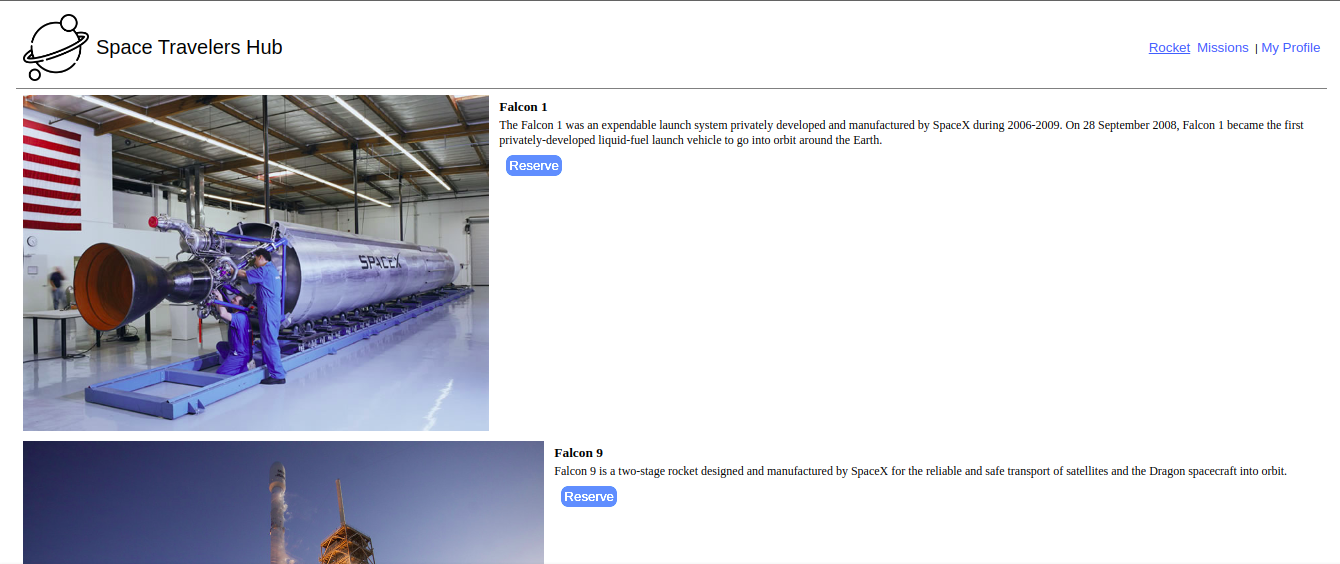 Space Travelers Hub
Rocket Missions | My Profile
Falcon 1
The Falcon 1 was an expendable launch system privately developed and manufactured by SpaceX during 2006-2009. On 28 September 2008, Falcon 1 became the first
privately-developed liquid-fuel launch vehicle to go into orbit around the Earth.
Reserve
SPACEX
Falcon 9
Falcon 9 is a two-stage rocket designed and manufactured by SpaceX for the reliable and safe transport of satellites and the Dragon spacecraft into orbit.
Reserve